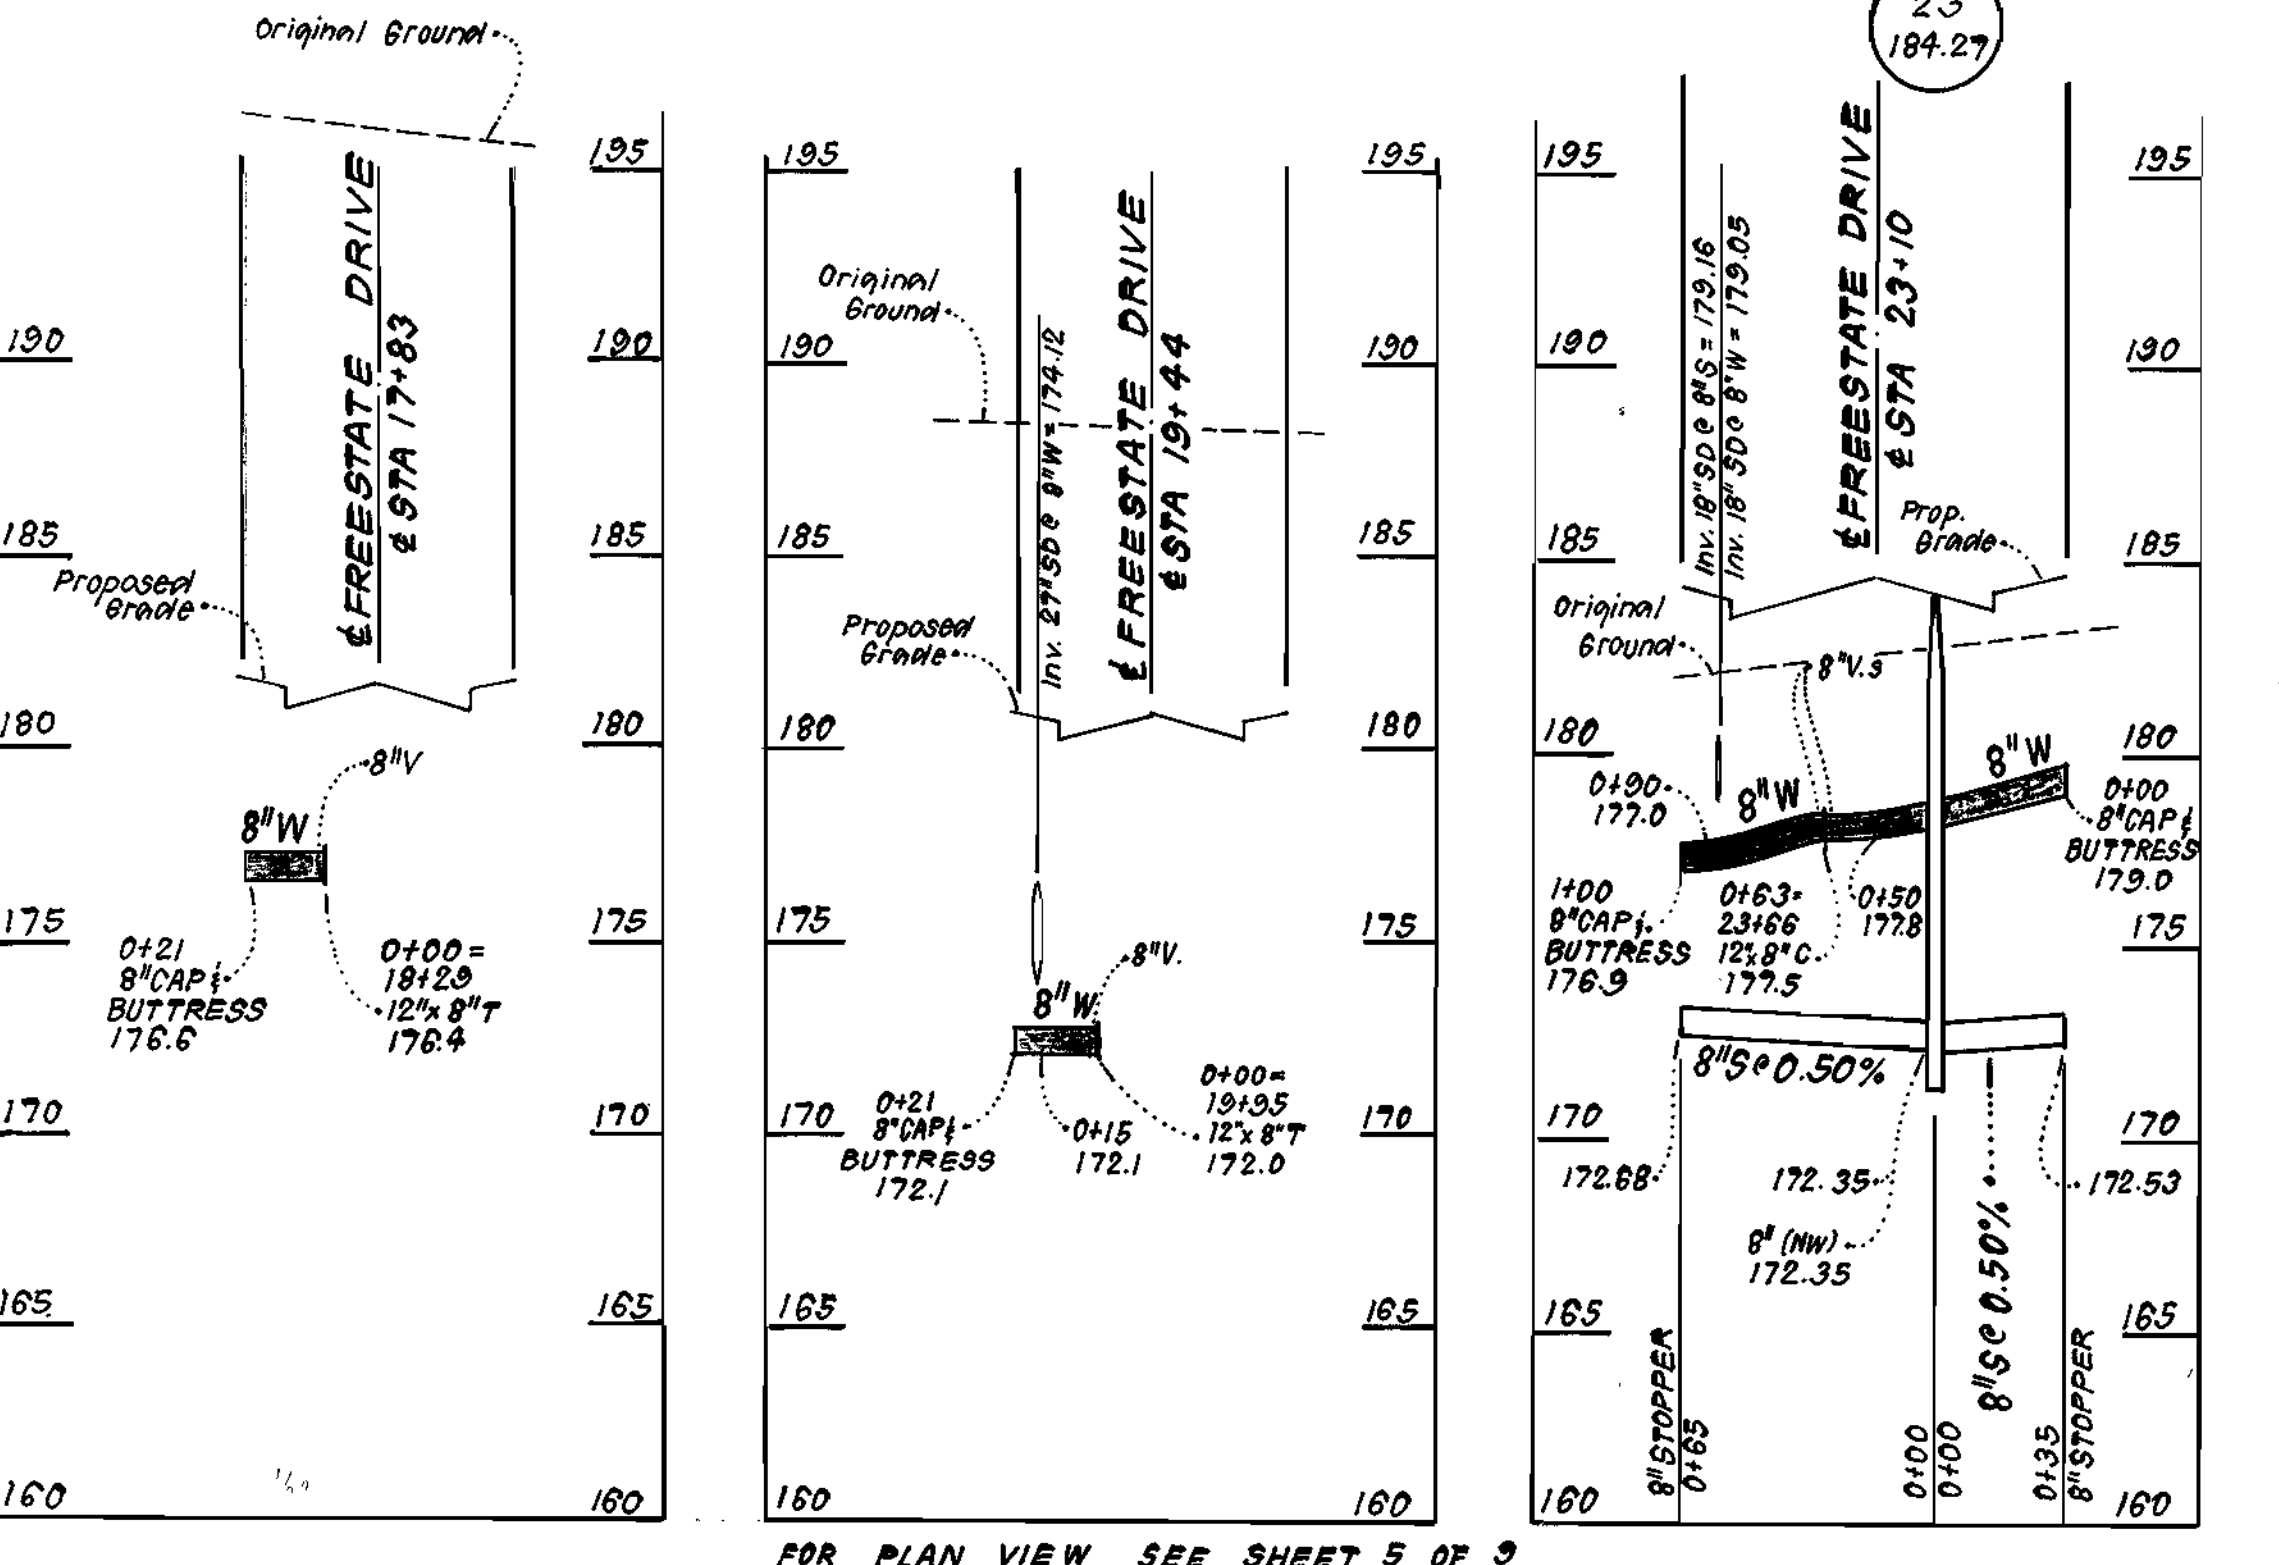 Original Ground
195
190
190
185
185
180
180
175
175
170
170
165
165
160
160
℄ FREESTATE DRIVE
℄ STA 17+83
Proposed
Grade
8"V
8"W
0+21
8"CAP &
BUTTRESS
176.6
0+00=
18+29
12"x 8"T
176.4
195
195
190
190
185
185
180
180
175
175
170
170
165
165
160
160
Original
Ground
Inv. 27"SD @ 8"W=174.12
℄ FREESTATE DRIVE
℄ STA 19+44
Proposed
Grade
8"V.
8"W
0+21
8"CAP &
BUTTRESS
172.1
0+15
172.1
0+00=
19+95
12"x 8"T
172.0
23
184.27
195
195
190
190
185
185
180
180
175
170
170
165
165
160
160
Inv. 18"SD @ 8"S = 179.16
Inv. 18"SD @ 8"W = 179.05
℄ FREESTATE DRIVE
℄ STA 23+10
Prop.
Grade
Original
Ground
8"V.s
8"W
8"W
0+90
177.0
0+00
8"CAP &
BUTTRESS
179.0
1+00
8"CAP &
BUTTRESS
176.9
0+63=
23+66
12"x8"C
177.5
0+50
177.8
8"S@0.50%
172.68
172.35
172.53
8" (NW)
172.35
8"S@ 0.50%
8"STOPPER
0+65
0+00
0+00
0+35
8"STOPPER
FOR PLAN VIEW SEE SHEET 5 OF 9